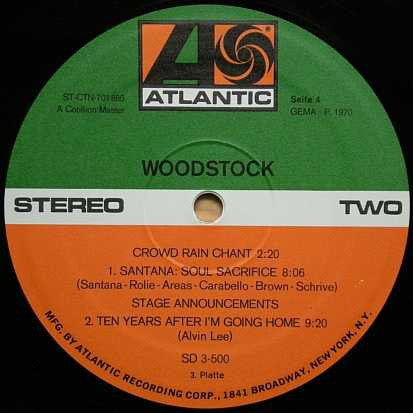 ATLANTIC
ST-CTN-701995
A Cotillion Master
Seite 4
GEMA - P. 1970
WOODSTOCK
STEREO
TWO
CROWD RAIN CHANT 2:20
1. SANTANA: SOUL SACRIFICE 8:06
(Santana - Rolie - Areas - Carabello - Brown - Schrive)
STAGE ANNOUNCEMENTS
2. TEN YEARS AFTER I'M GOING HOME 9:20
(Alvin Lee)
SD 3-500
3. Platte
MFG. BY ATLANTIC RECORDING CORP., 1841 BROADWAY, NEW YORK, N.Y.